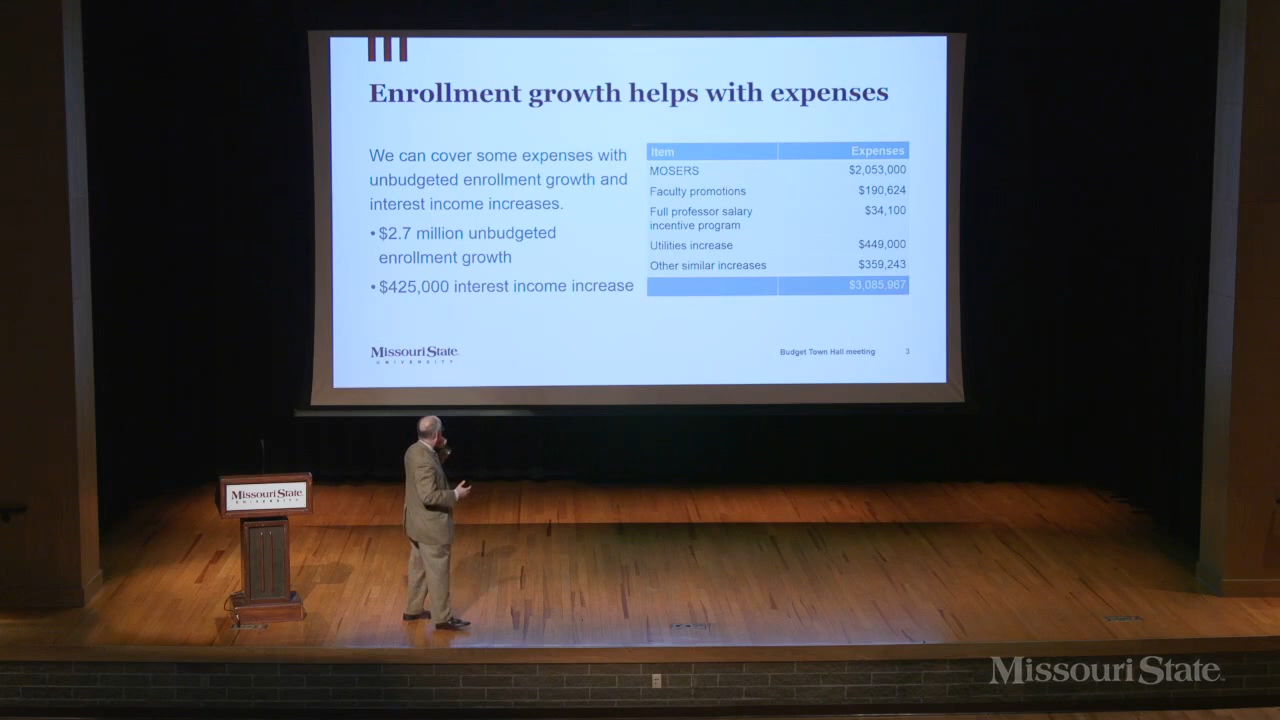 Enrollment growth helps with expenses
We can cover some expenses with
unbudgeted enrollment growth and
interest income increases.
• $2.7 million unbudgeted
enrollment growth
• $425,000 interest income increase
Item Expenses
MOSERS $2,053,000
Faculty promotions $190,624
Full professor salary $34,100
incentive program
Utilities increase $449,000
Other similar increases $359,243
$3,085,967
Missouri State
UNIVERSITY
Budget Town Hall meeting 3
Missouri State
UNIVERSITY
Missouri State